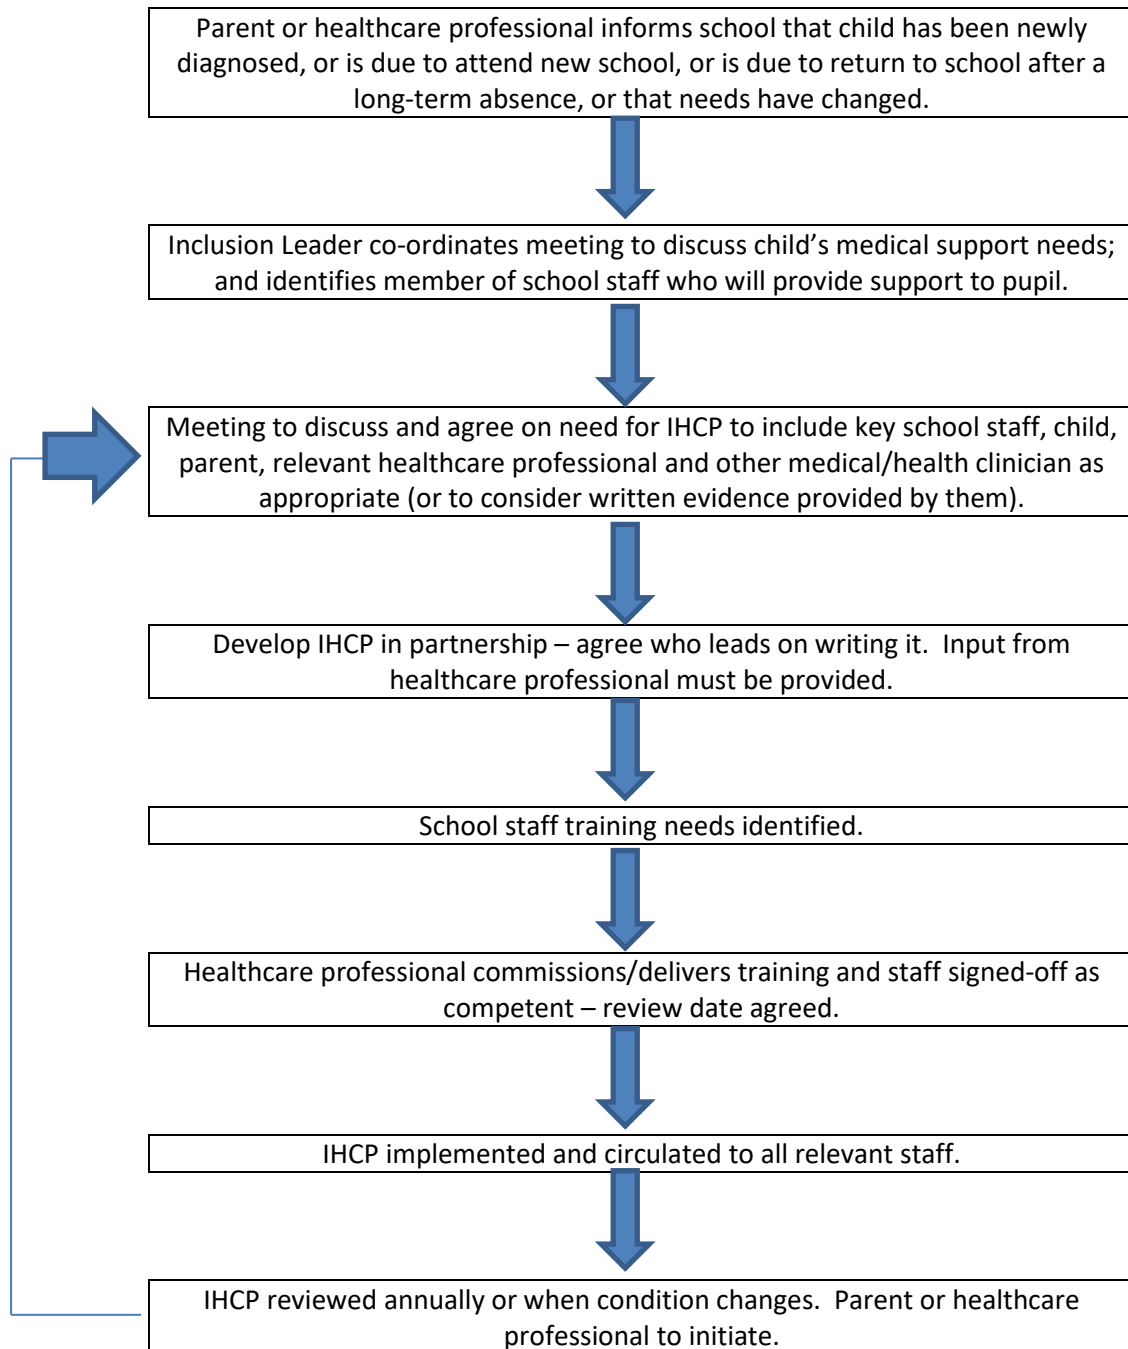 Parent or healthcare professional informs school that child has been newly
diagnosed, or is due to attend new school, or is due to return to school after a
long-term absence, or that needs have changed.
Inclusion Leader co-ordinates meeting to discuss child’s medical support needs;
and identifies member of school staff who will provide support to pupil.
Meeting to discuss and agree on need for IHCP to include key school staff, child,
parent, relevant healthcare professional and other medical/health clinician as
appropriate (or to consider written evidence provided by them).
Develop IHCP in partnership – agree who leads on writing it.  Input from
healthcare professional must be provided.
School staff training needs identified.
Healthcare professional commissions/delivers training and staff signed-off as
competent – review date agreed.
IHCP implemented and circulated to all relevant staff.
IHCP reviewed annually or when condition changes.  Parent or healthcare
professional to initiate.